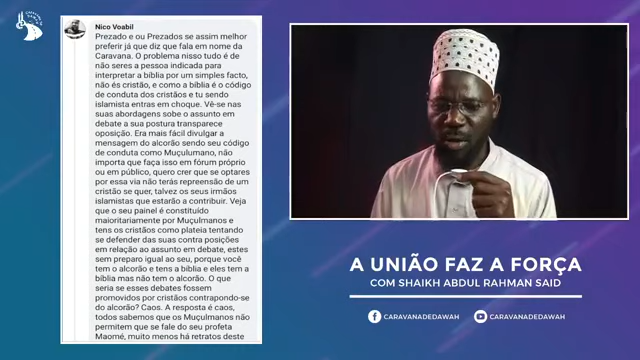 CARAVANA DA DAWAH
Nico Voabil
Prezado e ou Prezados se assim melhor
preferir já que diz que fala em nome da
Caravana. O problema nisso tudo é de
não seres a pessoa indicada para
interpretar a bíblia por um simples facto,
não és cristão, e como a bíblia é o código
de conduta dos cristãos e tu sendo
islamista entras em choque. Vê-se nas
suas abordagens sobe o assunto em
debate a sua postura transparece
oposição. Era mais fácil divulgar a
mensagem do alcorão sendo seu código
de conduta como Muçulumano, não
importa que faça isso em fórum próprio
ou em público, quero crer que se optares
por essa via não terás repreensão de um
cristão se quer, talvez os seus irmãos
islamistas que estarão a contribuir. Veja
que o seu painel é constituído
maioritariamente por Muçulmanos e
tens os cristãos como plateia tentando
se defender das suas contra posições
em relação ao assunto em debate, estes
sem preparo igual ao seu, porque você
tem o alcorão e tens a bíblia e eles tem a
bíblia mas não tem o alcorão. O que
seria se esses debates fossem
promovidos por cristãos contrapondo-se
do alcorão? Caos. A resposta é caos,
todos sabemos que os Muçulmanos não
permitem que se fale do seu profeta
Maomé, muito menos há retratos deste
A UNIÃO FAZ A FORÇA
COM SHAIKH ABDUL RAHMAN SAID
CARAVANADEDAWAH
CARAVANADEDAWAH